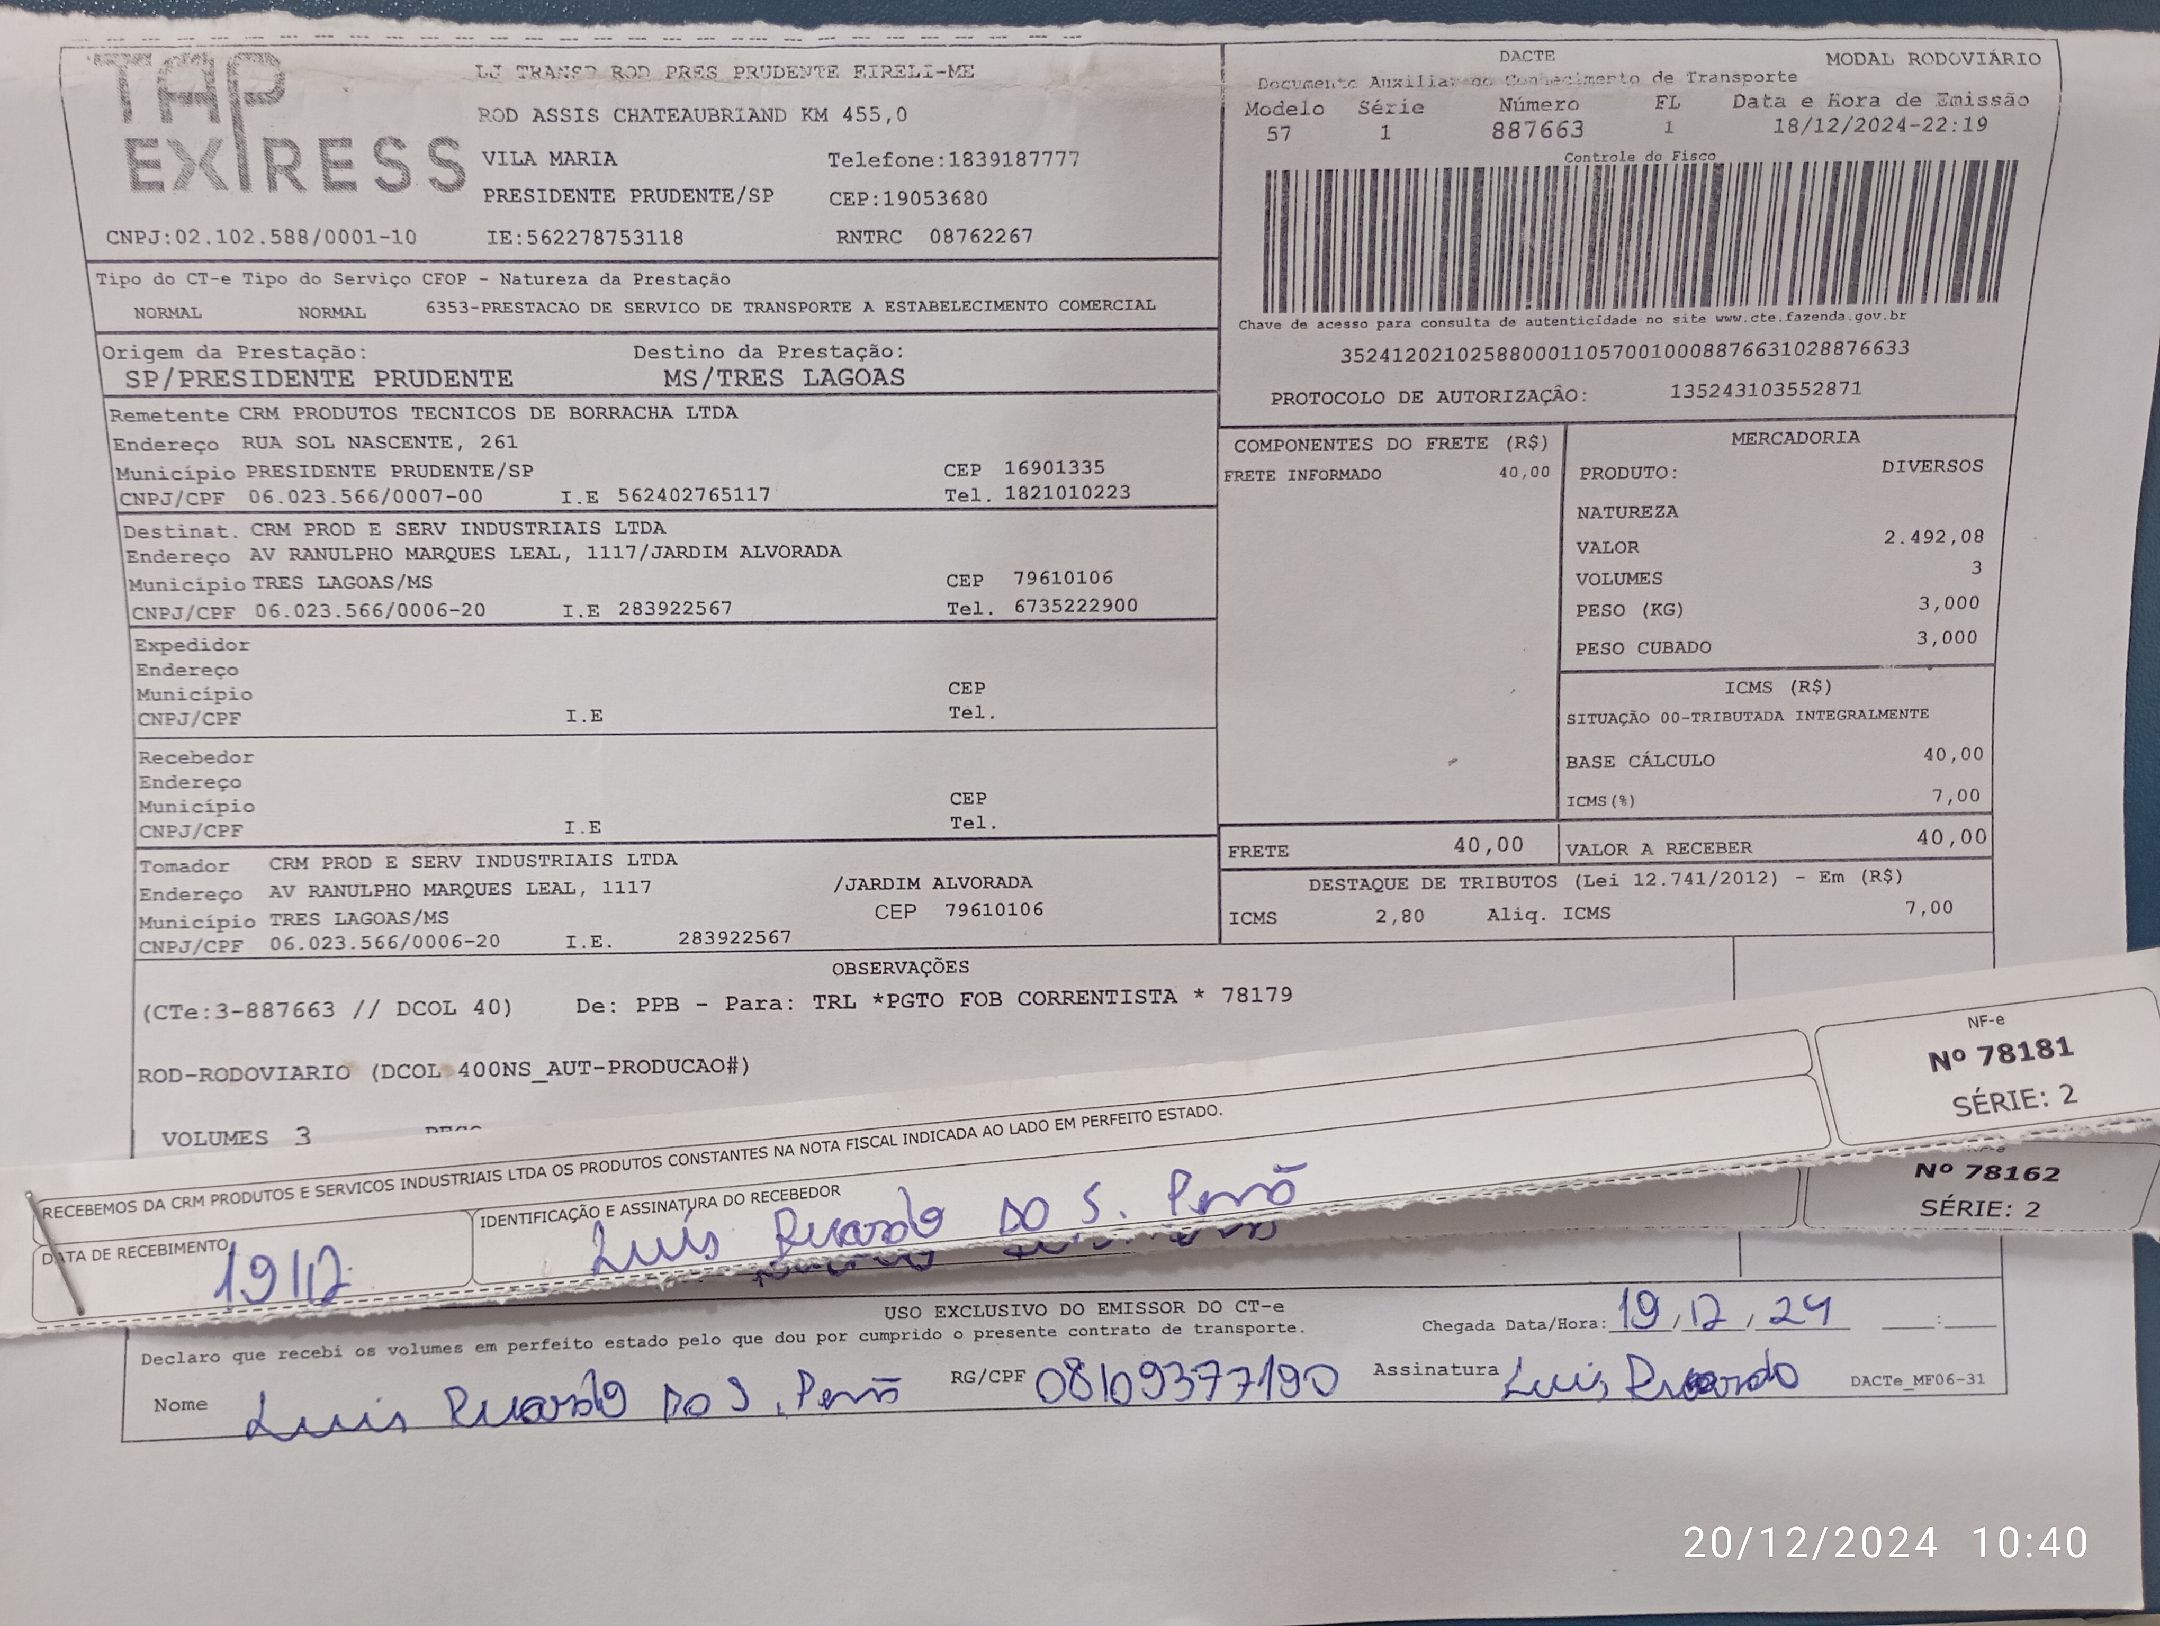 TAP EXPRESS
LJ TRANSP ROD PRES PRUDENTE EIRELI-ME
ROD ASSIS CHATEAUBRIAND KM 455,0
VILA MARIA Telefone:1839187777
PRESIDENTE PRUDENTE/SP CEP:19053680
CNPJ:02.102.588/0001-10 IE:562278753118 RNTRC 08762267
DACTE MODAL RODOVIÁRIO
Documento Auxiliar do Conhecimento de Transporte
Modelo Série Número FL Data e Hora de Emissão
57 1 887663 1 18/12/2024-22:19
Controle do Fisco
Chave de acesso para consulta de autenticidade no site www.cte.fazenda.gov.br
35241202102588000110570010008876631028876633
PROTOCOLO DE AUTORIZAÇÃO: 135243103552871
Tipo do CT-e Tipo do Serviço CFOP - Natureza da Prestação
NORMAL NORMAL 6353-PRESTACAO DE SERVICO DE TRANSPORTE A ESTABELECIMENTO COMERCIAL
Origem da Prestação: Destino da Prestação:
SP/PRESIDENTE PRUDENTE MS/TRES LAGOAS
Remetente CRM PRODUTOS TECNICOS DE BORRACHA LTDA
Endereço RUA SOL NASCENTE, 261
Município PRESIDENTE PRUDENTE/SP CEP 16901335
CNPJ/CPF 06.023.566/0007-00 I.E 562402765117 Tel. 1821010223
Destinat. CRM PROD E SERV INDUSTRIAIS LTDA
Endereço AV RANULPHO MARQUES LEAL, 1117/JARDIM ALVORADA
Município TRES LAGOAS/MS CEP 79610106
CNPJ/CPF 06.023.566/0006-20 I.E 283922567 Tel. 6735222900
Expedidor
Endereço
Município CEP
CNPJ/CPF I.E Tel.
Recebedor
Endereço
Município CEP
CNPJ/CPF I.E Tel.
Tomador CRM PROD E SERV INDUSTRIAIS LTDA
Endereço AV RANULPHO MARQUES LEAL, 1117 /JARDIM ALVORADA
Município TRES LAGOAS/MS CEP 79610106
CNPJ/CPF 06.023.566/0006-20 I.E. 283922567
COMPONENTES DO FRETE (R$)
FRETE INFORMADO 40,00
MERCADORIA
PRODUTO: DIVERSOS
NATUREZA
VALOR 2.492,08
VOLUMES 3
PESO (KG) 3,000
PESO CUBADO 3,000
ICMS (R$)
SITUAÇÃO 00-TRIBUTADA INTEGRALMENTE
BASE CÁLCULO 40,00
ICMS(%) 7,00
FRETE 40,00 VALOR A RECEBER 40,00
DESTAQUE DE TRIBUTOS (Lei 12.741/2012) - Em (R$)
ICMS 2,80 Aliq. ICMS 7,00
OBSERVAÇÕES
(CTe:3-887663 // DCOL 40) De: PPB - Para: TRL *PGTO FOB CORRENTISTA * 78179
ROD-RODOVIARIO (DCOL 400NS_AUT-PRODUCAO#)
VOLUMES 3
RECEBEMOS DA CRM PRODUTOS E SERVICOS INDUSTRIAIS LTDA OS PRODUTOS CONSTANTES NA NOTA FISCAL INDICADA AO LADO EM PERFEITO ESTADO.
NF-e
Nº 78181
SÉRIE: 2
DATA DE RECEBIMENTO IDENTIFICAÇÃO E ASSINATURA DO RECEBEDOR
19/12 Luis Ricardo DO S.
Nº 78162
SÉRIE: 2
USO EXCLUSIVO DO EMISSOR DO CT-e
Declaro que recebi os volumes em perfeito estado pelo que dou por cumprido o presente contrato de transporte.
Chegada Data/Hora: 19/12/24 __:__
Nome Luis Ricardo DO S. RG/CPF 08109377190 Assinatura Luis Ricardo DACTe_MF06-31
20/12/2024 10:40